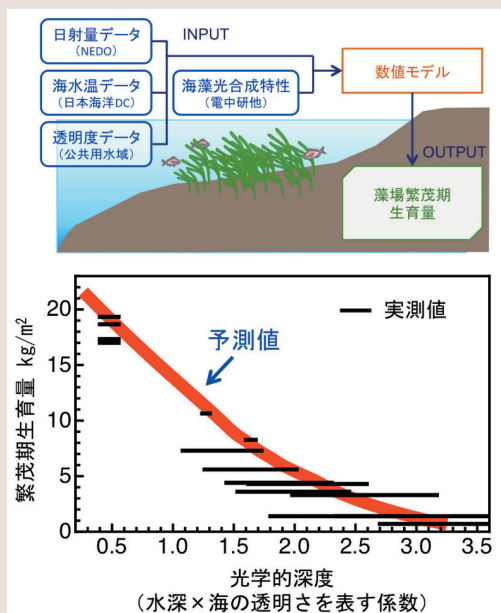 日射量データ
(NEDO)
INPUT
海水温データ
(日本海洋DC)
海藻光合成特性
(電中研他)
数値モデル
透明度データ
(公共用水域)
OUTPUT
藻場繁茂期
生育量
繁茂期生育量 kg/m²
20
15
10
5
0
予測値
実測値
0.5 1.0 1.5 2.0 2.5 3.0 3.5
光学的深度
(水深×海の透明さを表す係数)